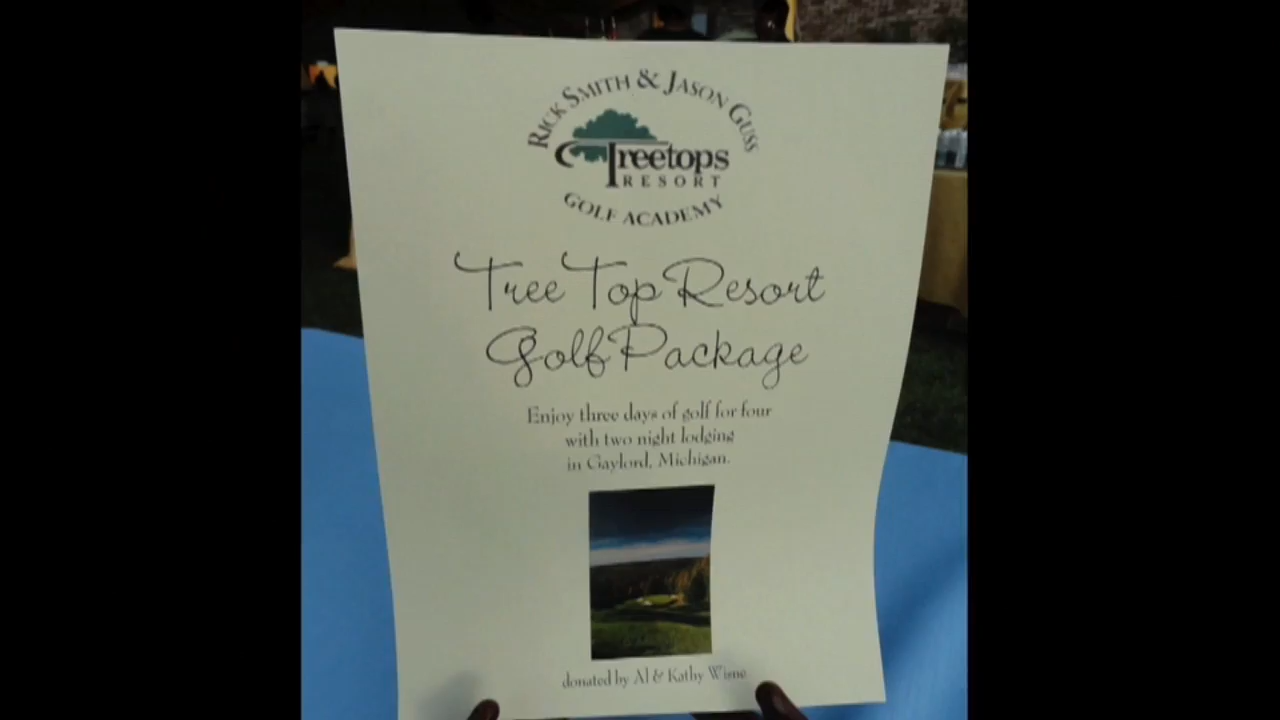 RICK SMITH & JASON GUSS
Treetops
RESORT
GOLF ACADEMY
Tree Top Resort
Golf Package
Enjoy three days of golf for four
with two night lodging
in Gaylord, Michigan.
donated by Al & Kathy Wisne